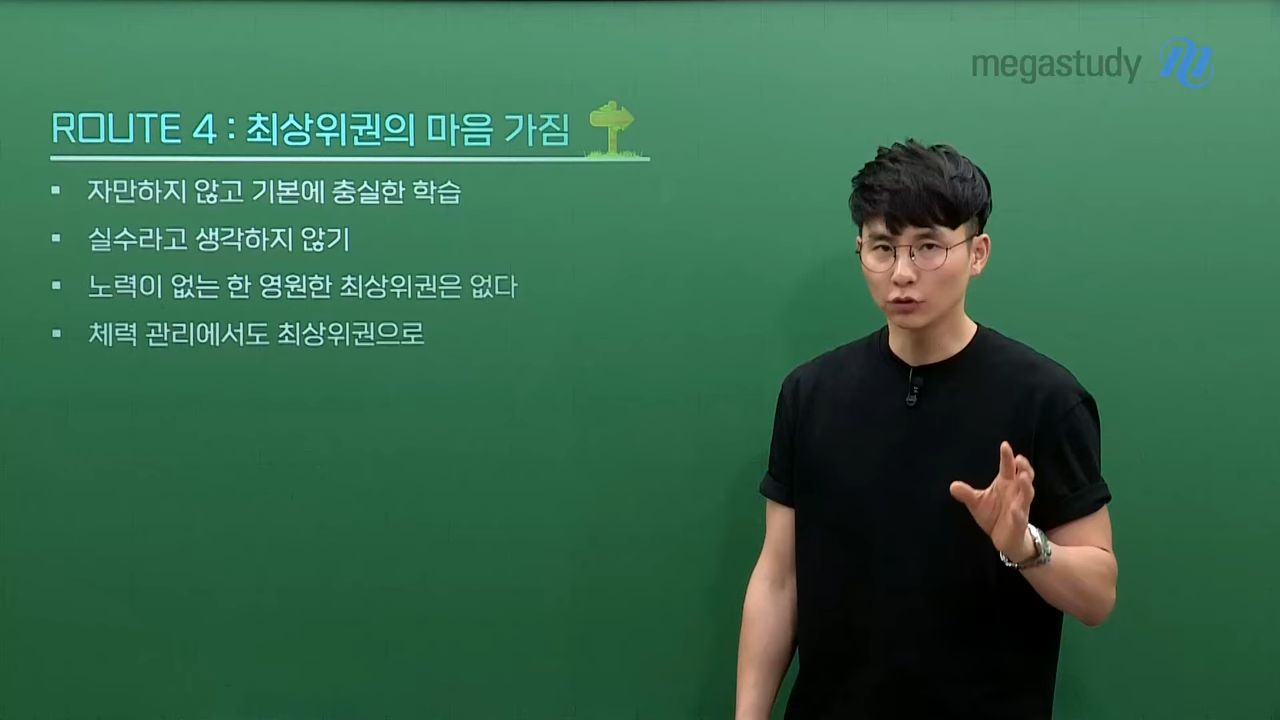 megastudy
ROUTE 4 : 최상위권의 마음 가짐
▪ 자만하지 않고 기본에 충실한 학습
▪ 실수라고 생각하지 않기
▪ 노력이 없는 한 영원한 최상위권은 없다
▪ 체력 관리에서도 최상위권으로